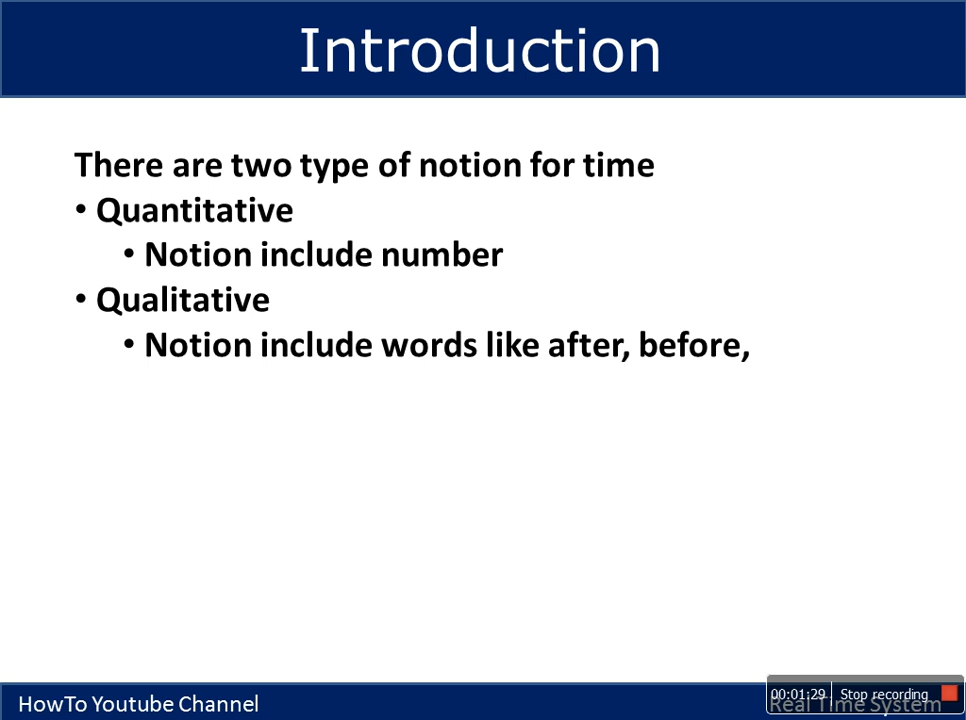 Introduction
There are two type of notion for time
• Quantitative
• Notion include number
• Qualitative
• Notion include words like after, before,
HowTo Youtube Channel
00:01:29 Stop recording
Real Time System